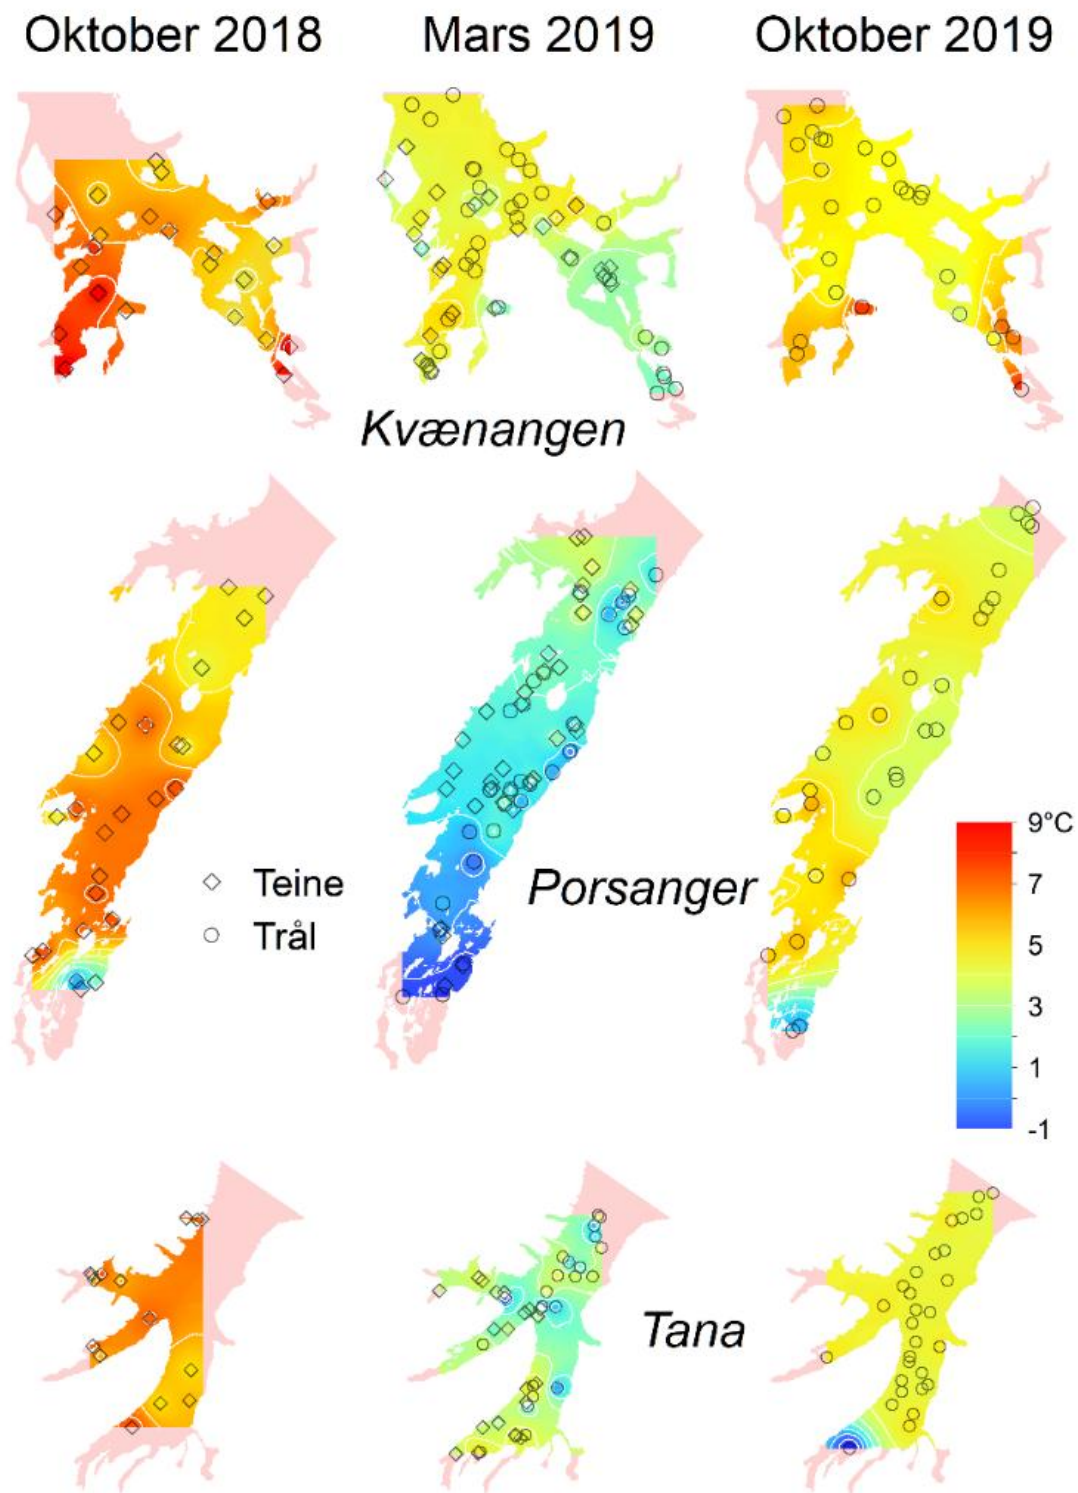 Oktober 2018 Mars 2019 Oktober 2019
Kvænangen
9°C
7
5
3
1
-1
Teine
Trål
Porsanger
Tana